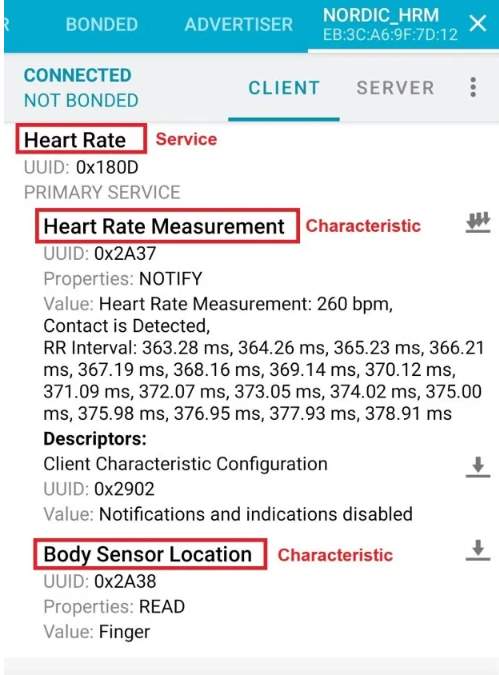 R BONDED ADVERTISER NORDIC_HRM
EB:3C:A6:9F:7D:12
CONNECTED
NOT BONDED
CLIENT SERVER
Heart Rate Service
UUID: 0x180D
PRIMARY SERVICE
Heart Rate Measurement Characteristic
UUID: 0x2A37
Properties: NOTIFY
Value: Heart Rate Measurement: 260 bpm,
Contact is Detected,
RR Interval: 363.28 ms, 364.26 ms, 365.23 ms, 366.21
ms, 367.19 ms, 368.16 ms, 369.14 ms, 370.12 ms,
371.09 ms, 372.07 ms, 373.05 ms, 374.02 ms, 375.00
ms, 375.98 ms, 376.95 ms, 377.93 ms, 378.91 ms
Descriptors:
Client Characteristic Configuration
UUID: 0x2902
Value: Notifications and indications disabled
Body Sensor Location Characteristic
UUID: 0x2A38
Properties: READ
Value: Finger